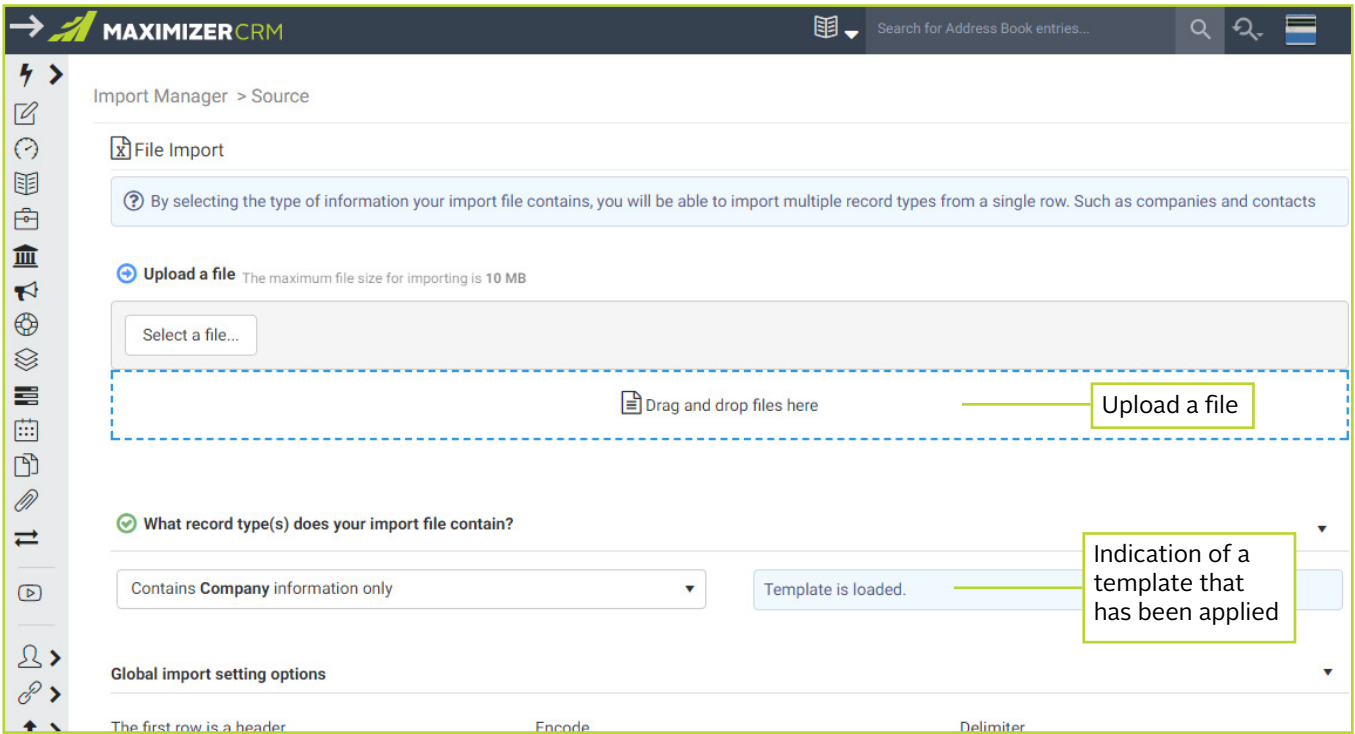 MAXIMIZERCRM
Search for Address Book entries...
Import Manager > Source
File Import
By selecting the type of information your import file contains, you will be able to import multiple record types from a single row. Such as companies and contacts
Upload a file The maximum file size for importing is 10 MB
Select a file...
Drag and drop files here
Upload a file
What record type(s) does your import file contain?
Contains Company information only
Template is loaded.
Indication of a
template that
has been applied
Global import setting options
The first row is a header
Encode
Delimiter